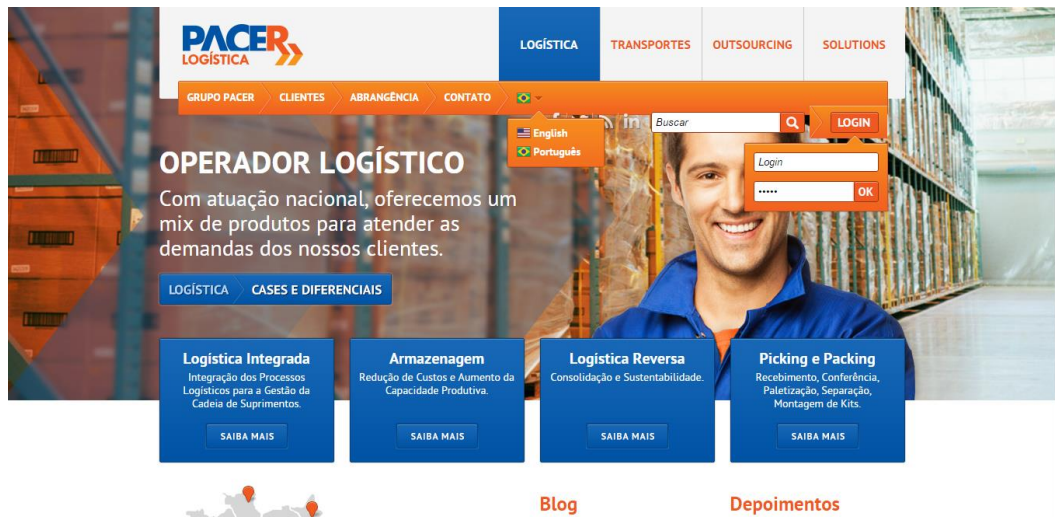 PACER
LOGÍSTICA
LOGÍSTICA
TRANSPORTES
OUTSOURCING
SOLUTIONS
GRUPO PACER
CLIENTES
ABRANGÊNCIA
CONTATO
in
Buscar
LOGIN
English
Português
Login
•••••
OK
OPERADOR LOGÍSTICO
Com atuação nacional, oferecemos um
mix de produtos para atender as
demandas dos nossos clientes.
LOGÍSTICA
CASES E DIFERENCIAIS
Logística Integrada
Integração dos Processos
Logísticos para a Gestão da
Cadeia de Suprimentos.
SAIBA MAIS
Armazenagem
Redução de Custos e Aumento da
Capacidade Produtiva.
SAIBA MAIS
Logística Reversa
Consolidação e Sustentabilidade.
SAIBA MAIS
Picking e Packing
Recebimento, Conferência,
Paletização, Separação,
Montagem de Kits.
SAIBA MAIS
Blog
Depoimentos